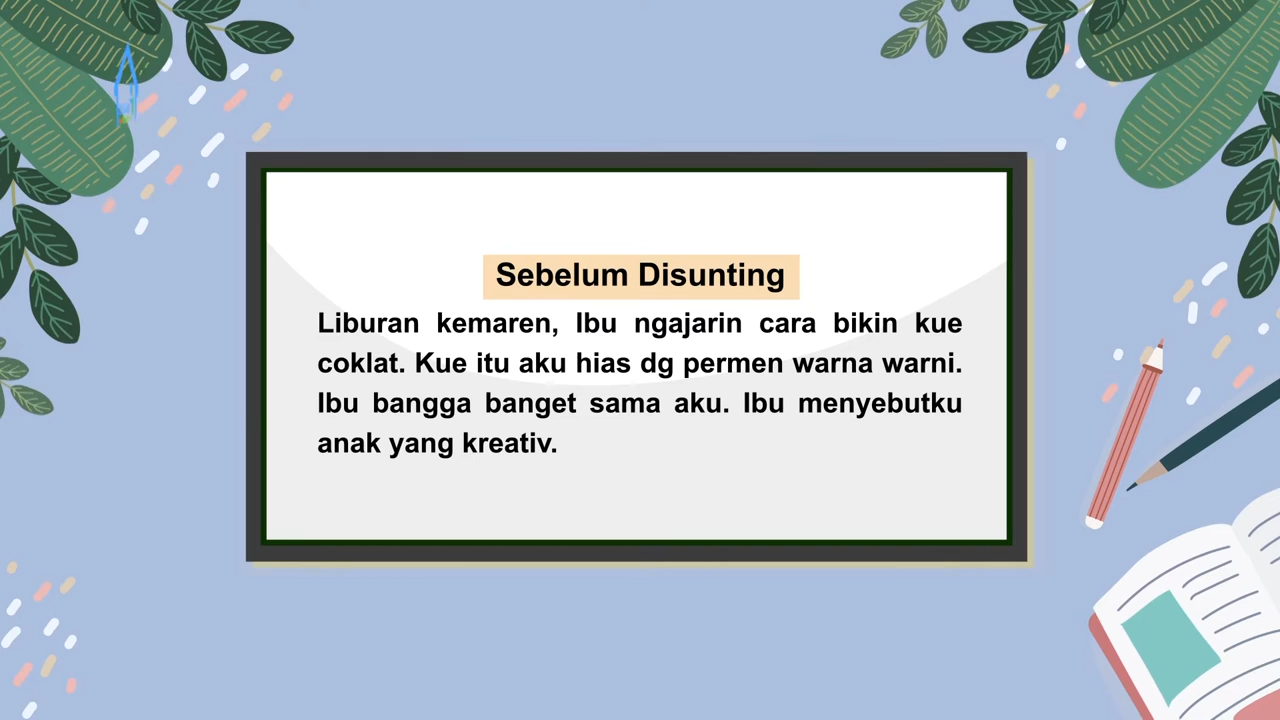 Sebelum Disunting
Liburan kemaren, Ibu ngajarin cara bikin kue
coklat. Kue itu aku hias dg permen warna warni.
Ibu bangga banget sama aku. Ibu menyebutku
anak yang kreativ.